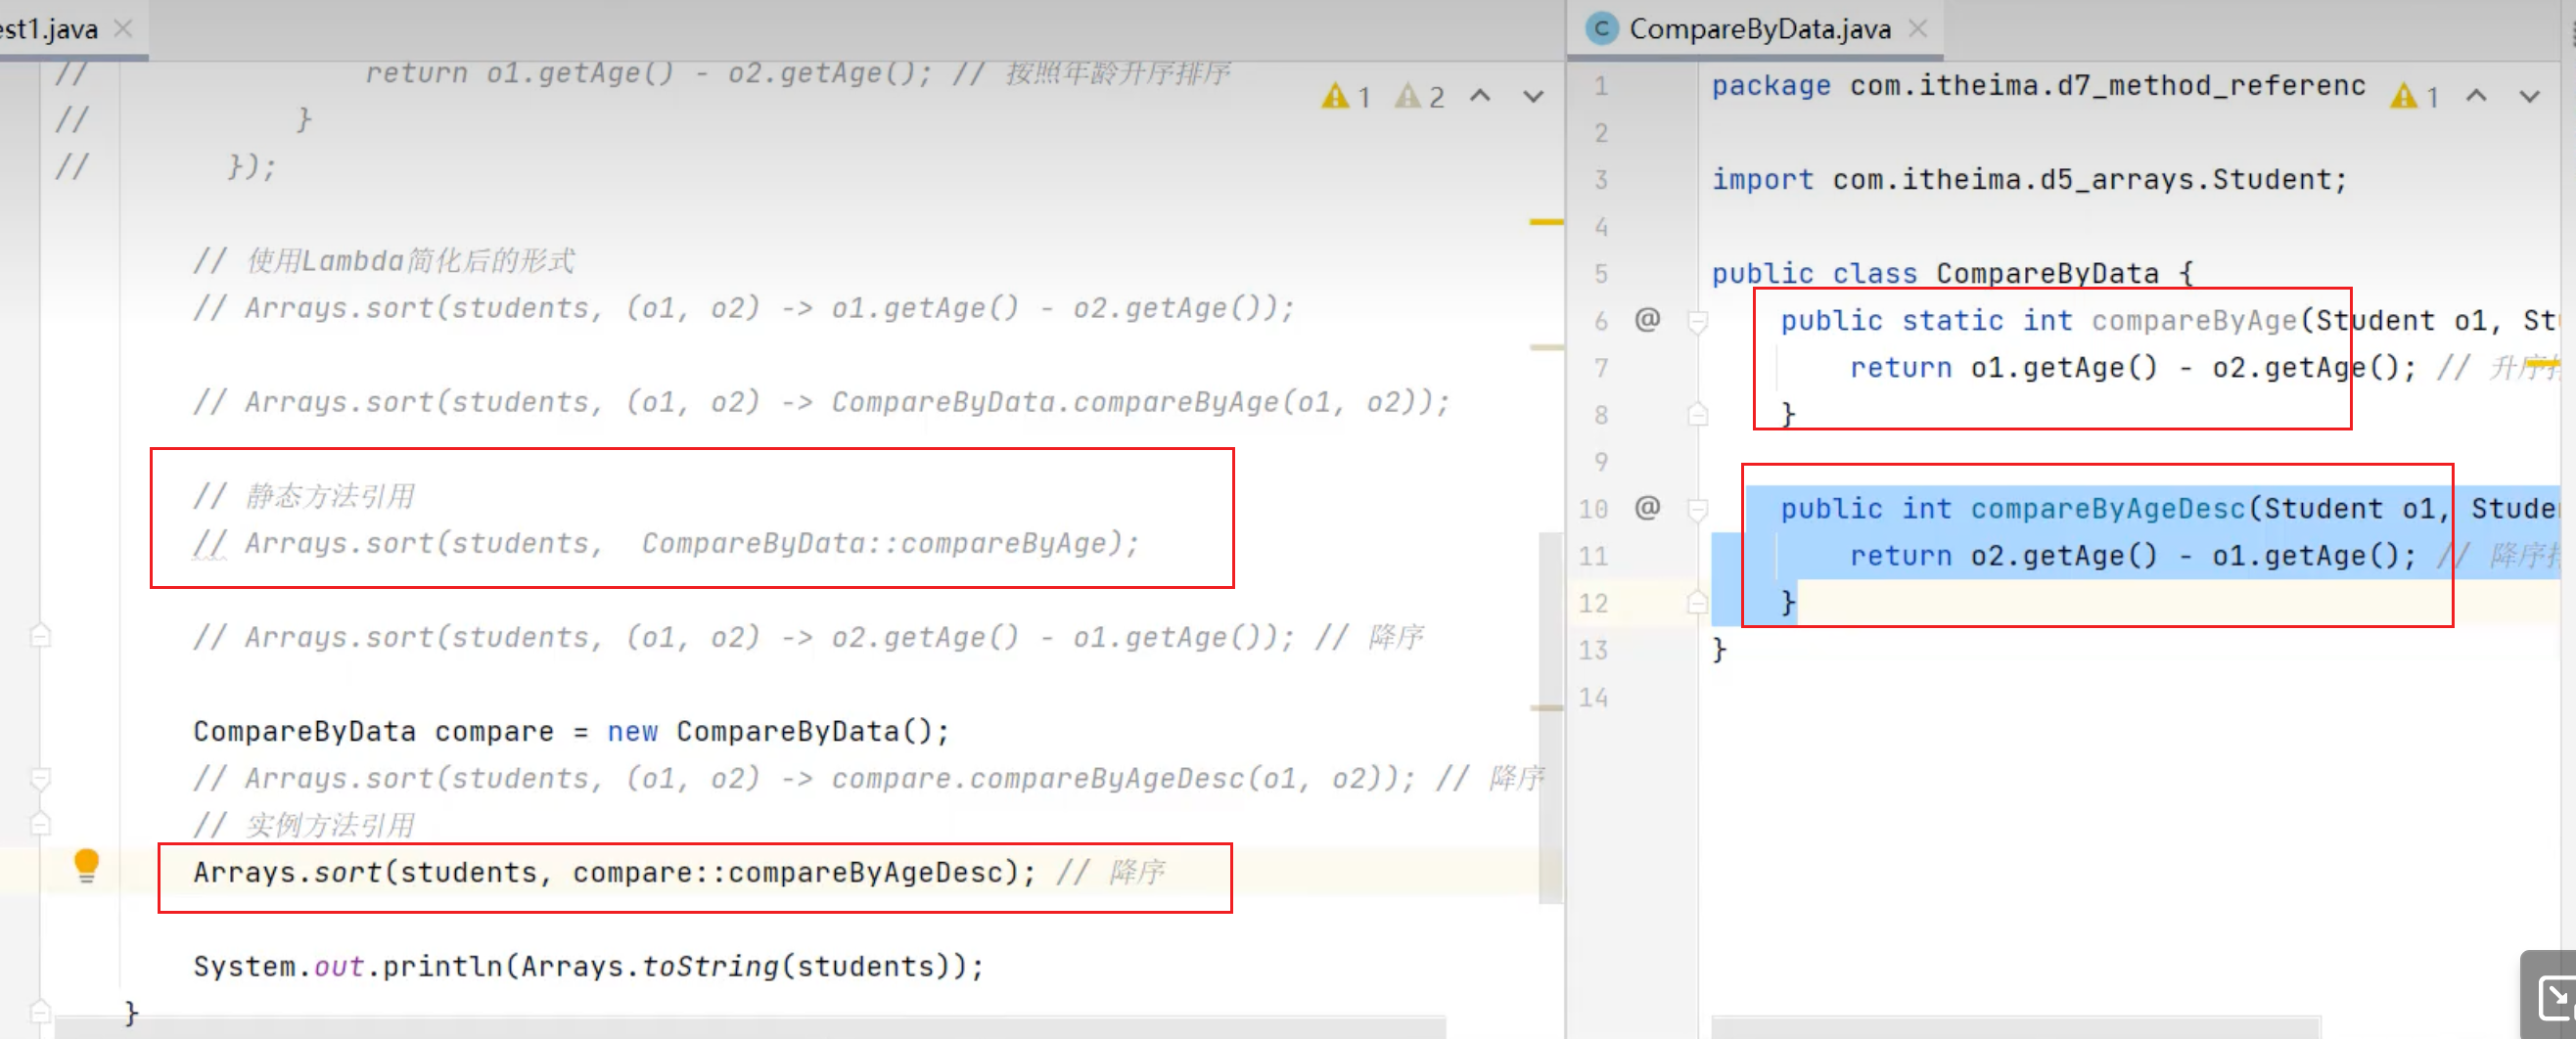 est1.java
//                return o1.getAge() - o2.getAge(); // 按照年龄升序排序
//            }
//        });
1 2
// 使用Lambda简化后的形式
// Arrays.sort(students, (o1, o2) -> o1.getAge() - o2.getAge());
// Arrays.sort(students, (o1, o2) -> CompareByData.compareByAge(o1, o2));
// 静态方法引用
// Arrays.sort(students,  CompareByData::compareByAge);
// Arrays.sort(students, (o1, o2) -> o2.getAge() - o1.getAge()); // 降序
CompareByData compare = new CompareByData();
// Arrays.sort(students, (o1, o2) -> compare.compareByAgeDesc(o1, o2)); // 降序
// 实例方法引用
Arrays.sort(students, compare::compareByAgeDesc); // 降序
System.out.println(Arrays.toString(students));
}
C CompareByData.java
1 package com.itheima.d7_method_referenc
1
2
3 import com.itheima.d5_arrays.Student;
4
5 public class CompareByData {
6 @ public static int compareByAge(Student o1, St
7 return o1.getAge() - o2.getAge(); // 升序
8 }
9
10 @ public int compareByAgeDesc(Student o1, Stude
11 return o2.getAge() - o1.getAge(); // 降序
12 }
13 }
14